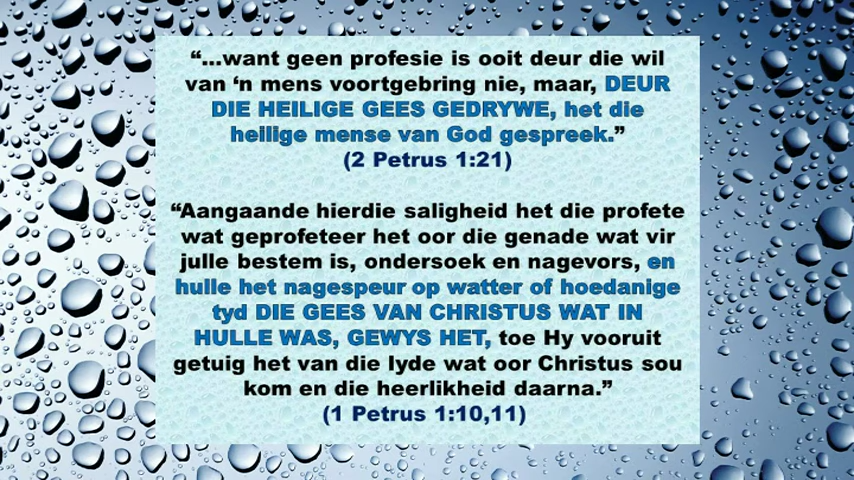 “...want geen profesie is ooit deur die wil
van ‘n mens voortgebring nie, maar, DEUR
DIE HEILIGE GEES GEDRYWE, het die
heilige mense van God gespreek.”
(2 Petrus 1:21)
“Aangaande hierdie saligheid het die profete
wat geprofeteer het oor die genade wat vir
julle bestem is, ondersoek en nagevors, en
hulle het nagespeur op watter of hoedanige
tyd DIE GEES VAN CHRISTUS WAT IN
HULLE WAS, GEWYS HET, toe Hy vooruit
getuig het van die lyde wat oor Christus sou
kom en die heerlikheid daarna.”
(1 Petrus 1:10,11)